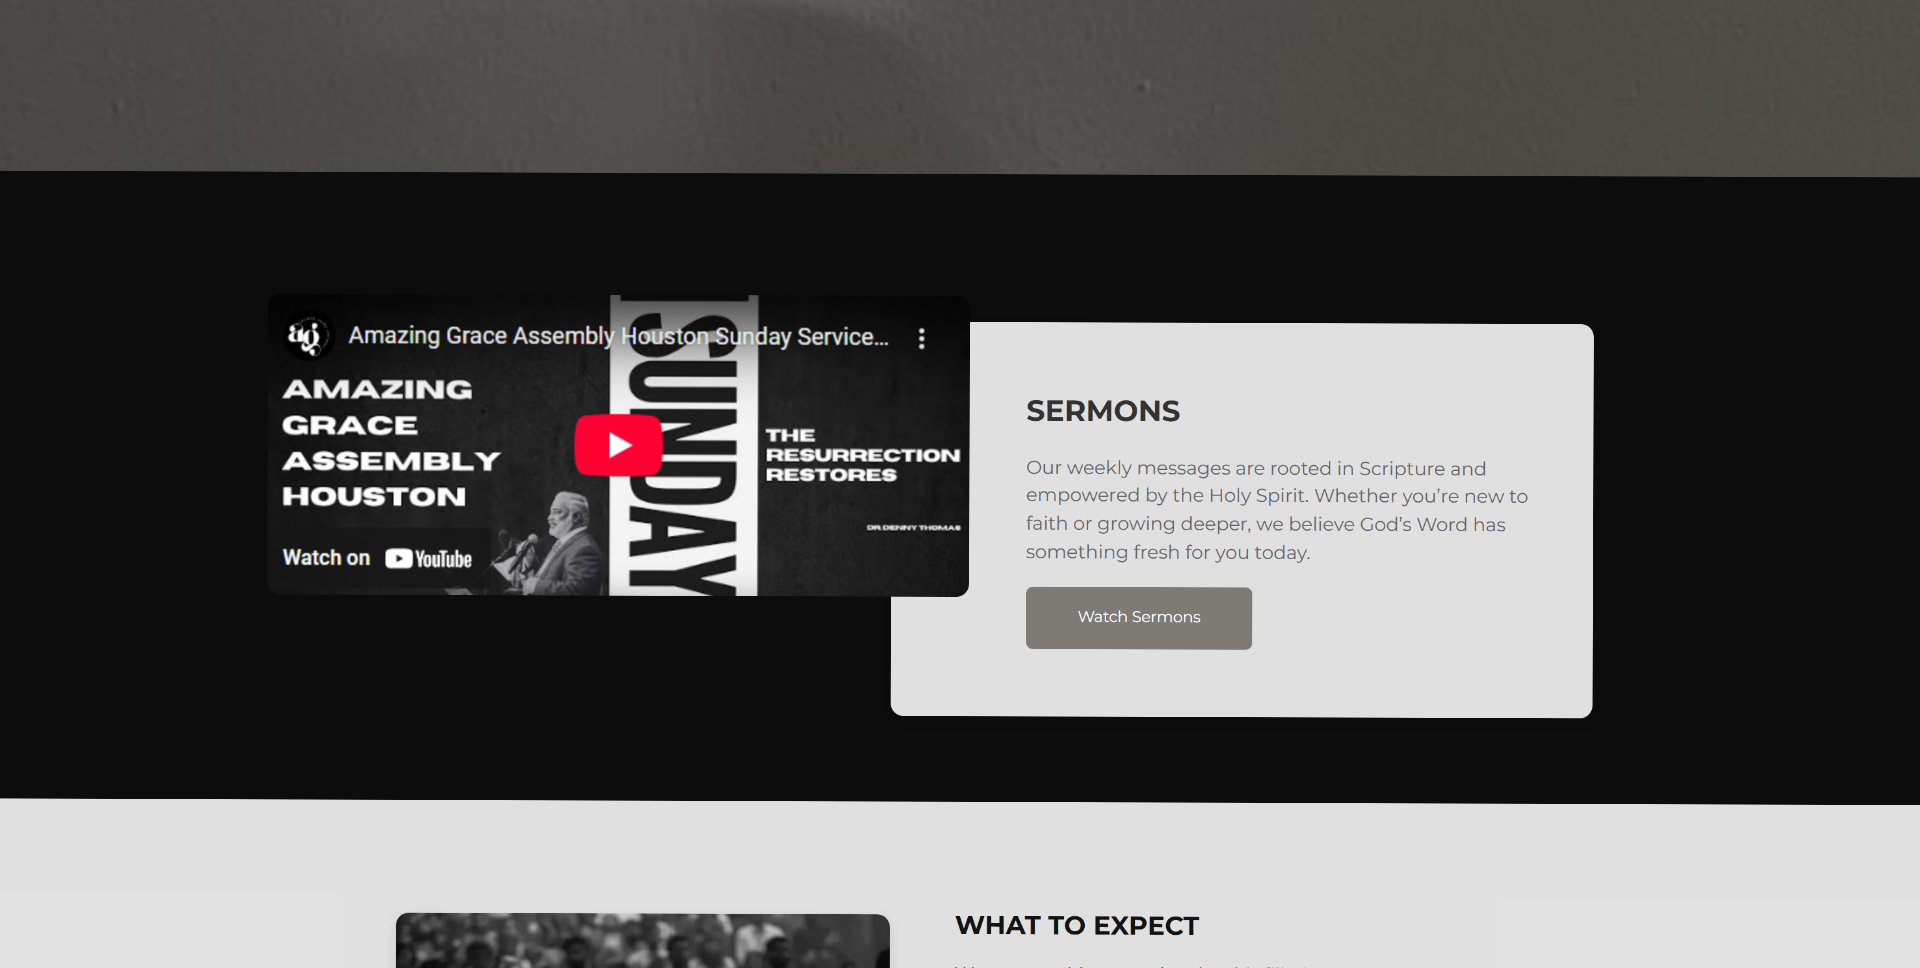 ag
Amazing Grace Assembly Houston Sunday Service...
AMAZING
GRACE
ASSEMBLY
HOUSTON
SUNDAY
THE
RESURRECTION
RESTORES
DR.DENNY THOMAS
Watch on YouTube
SERMONS
Our weekly messages are rooted in Scripture and
empowered by the Holy Spirit. Whether you’re new to
faith or growing deeper, we believe God’s Word has
something fresh for you today.
Watch Sermons
WHAT TO EXPECT